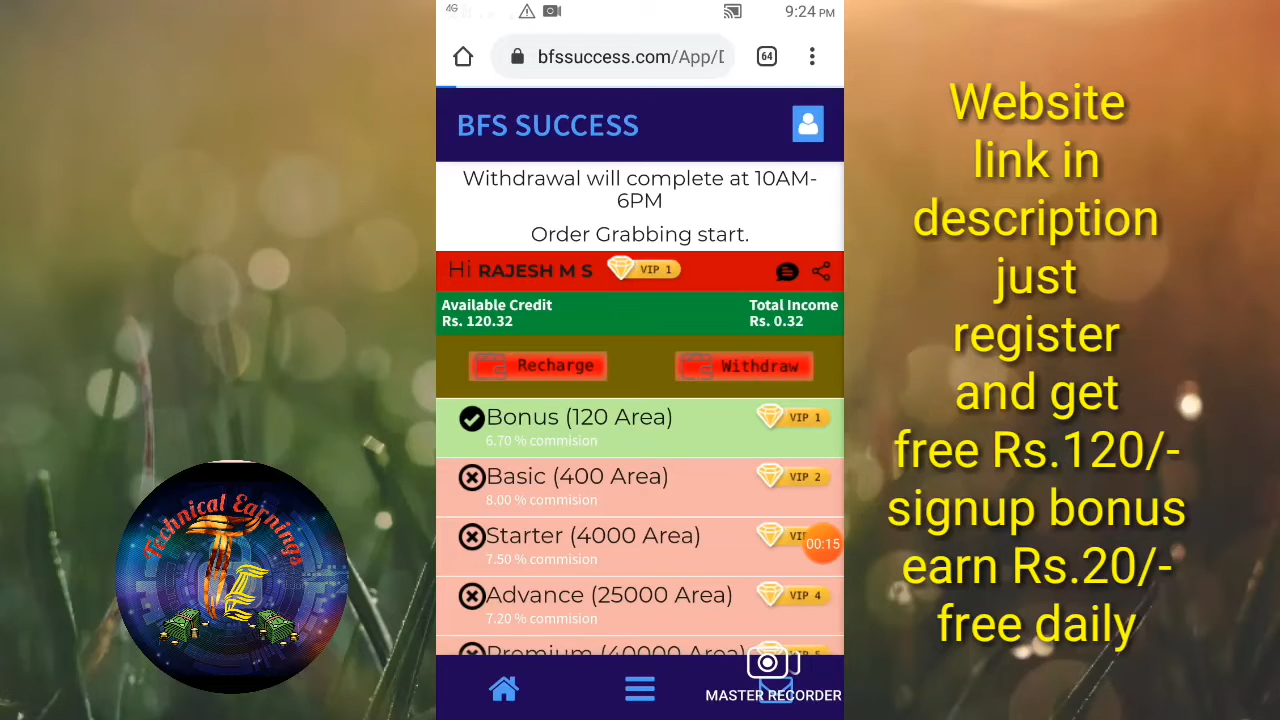 4G
9:24 PM
bfssuccess.com/App/D
64
BFS SUCCESS
Withdrawal will complete at 10AM-
6PM
Order Grabbing start.
Hi RAJESH M S VIP 1
Available Credit
Total Income
Rs. 120.32
Rs. 0.32
Recharge
Withdraw
Bonus (120 Area) VIP 1
6.70 % commision
Basic (400 Area) VIP 2
8.00 % commision
Starter (4000 Area)
00:15
7.50 % commision
Advance (25000 Area) VIP 4
7.20 % commision
Premium (40000 Area)
MASTER RECORDER
Technical Earnings
TE
Website
link in
description
just
register
and get
free Rs.120/-
signup bonus
earn Rs.20/-
free daily